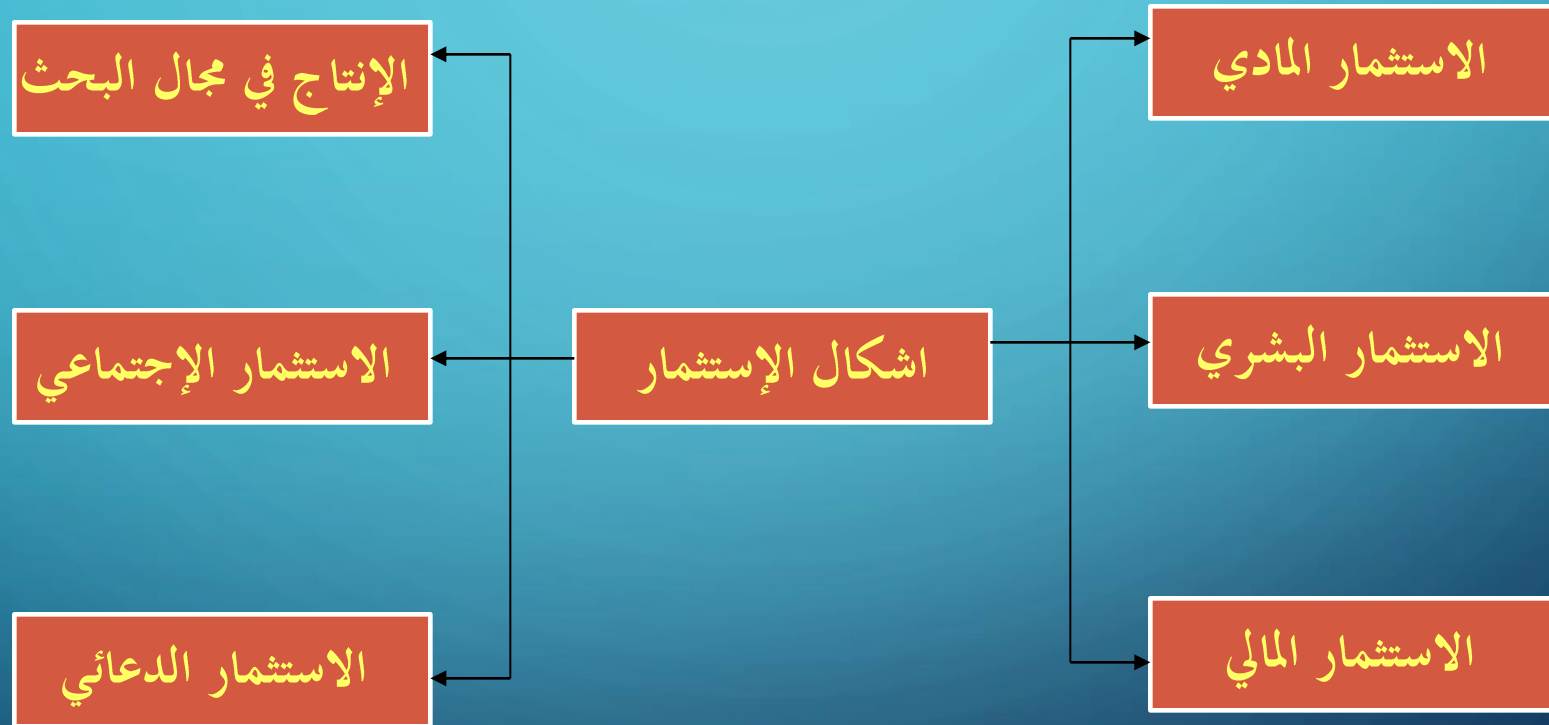 الاستثمار المادي
الإنتاج في مجال البحث
الاستثمار البشري
اشكال الإستثمار
الاستثمار الإجتماعي
الاستثمار المالي
الاستثمار الدعائي